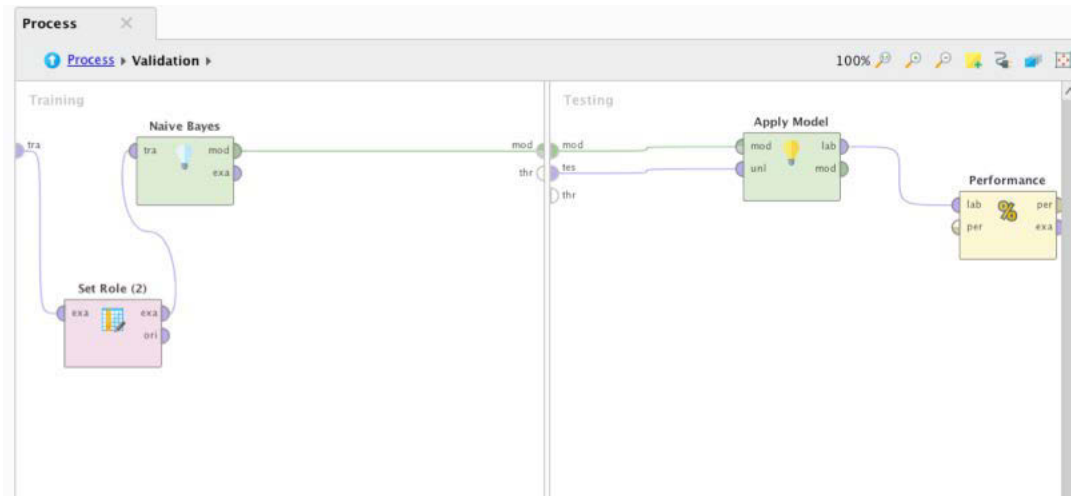 Process
Process ▸ Validation ▸
100%
Training
tra
Naive Bayes
tra mod
exa
mod
thr
Set Role (2)
exa exa
ori
Testing
mod
tes
thr
Apply Model
mod lab
unl mod
Performance
lab per
per exa